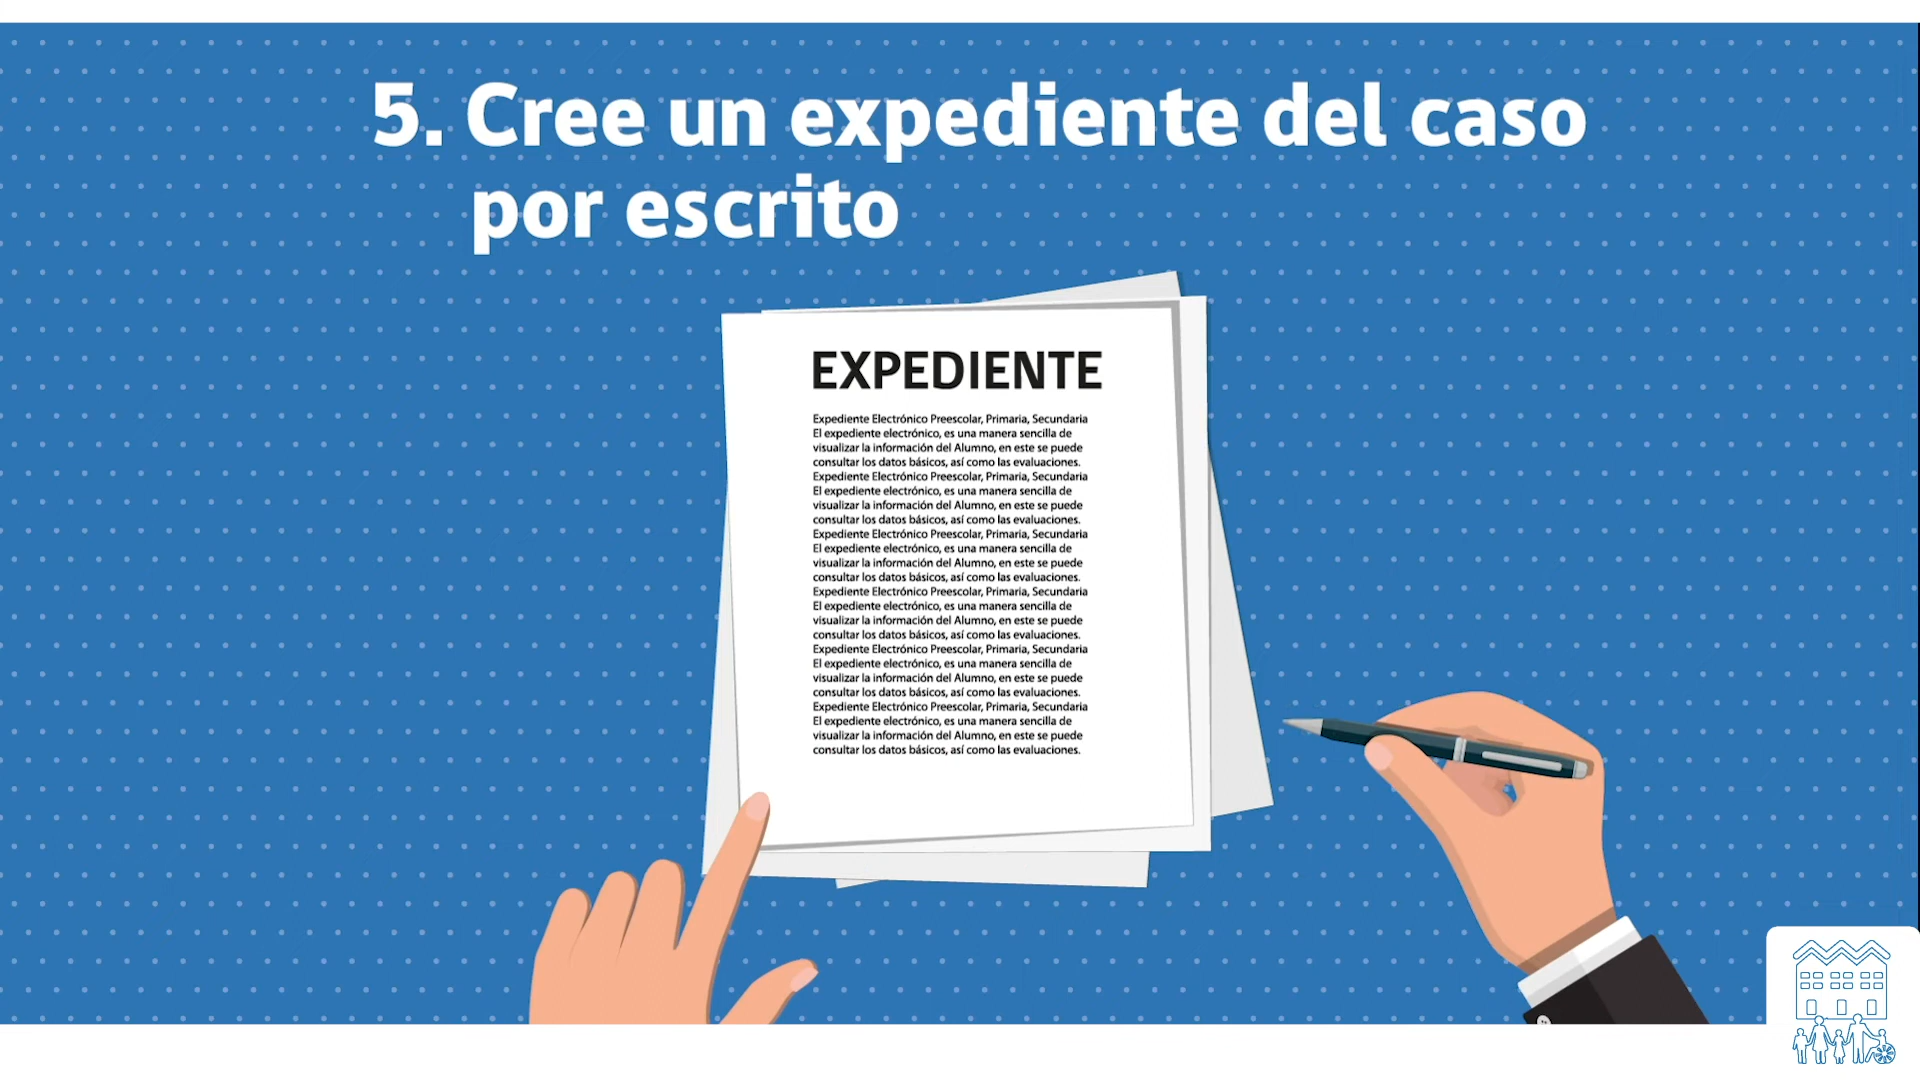 5. Cree un expediente del caso
por escrito
EXPEDIENTE
Expediente Electrónico Preescolar, Primaria, Secundaria
El expediente electrónico, es una manera sencilla de
visualizar la información del Alumno, en este se puede
consultar los datos básicos, así como las evaluaciones.
Expediente Electrónico Preescolar, Primaria, Secundaria
El expediente electrónico, es una manera sencilla de
visualizar la información del Alumno, en este se puede
consultar los datos básicos, así como las evaluaciones.
Expediente Electrónico Preescolar, Primaria, Secundaria
El expediente electrónico, es una manera sencilla de
visualizar la información del Alumno, en este se puede
consultar los datos básicos, así como las evaluaciones.
Expediente Electrónico Preescolar, Primaria, Secundaria
El expediente electrónico, es una manera sencilla de
visualizar la información del Alumno, en este se puede
consultar los datos básicos, así como las evaluaciones.
Expediente Electrónico Preescolar, Primaria, Secundaria
El expediente electrónico, es una manera sencilla de
visualizar la información del Alumno, en este se puede
consultar los datos básicos, así como las evaluaciones.
Expediente Electrónico Preescolar, Primaria, Secundaria
El expediente electrónico, es una manera sencilla de
visualizar la información del Alumno, en este se puede
consultar los datos básicos, así como las evaluaciones.